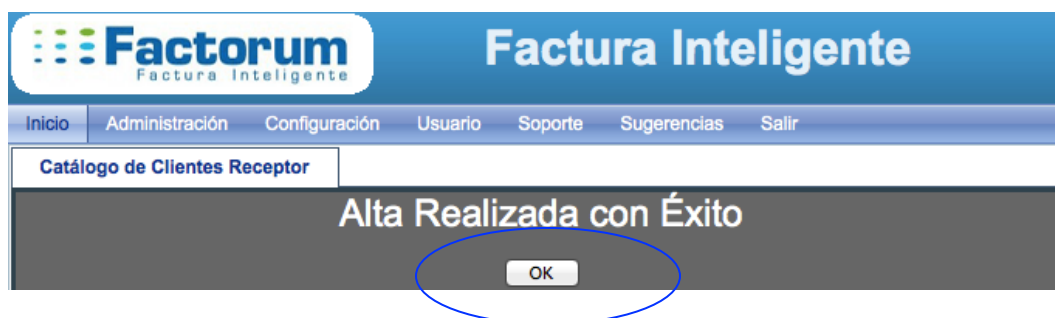 Factorum
Factura Inteligente
Factura Inteligente
Inicio Administración Configuración Usuario Soporte Sugerencias Salir
Catálogo de Clientes Receptor
Alta Realizada con Éxito
OK